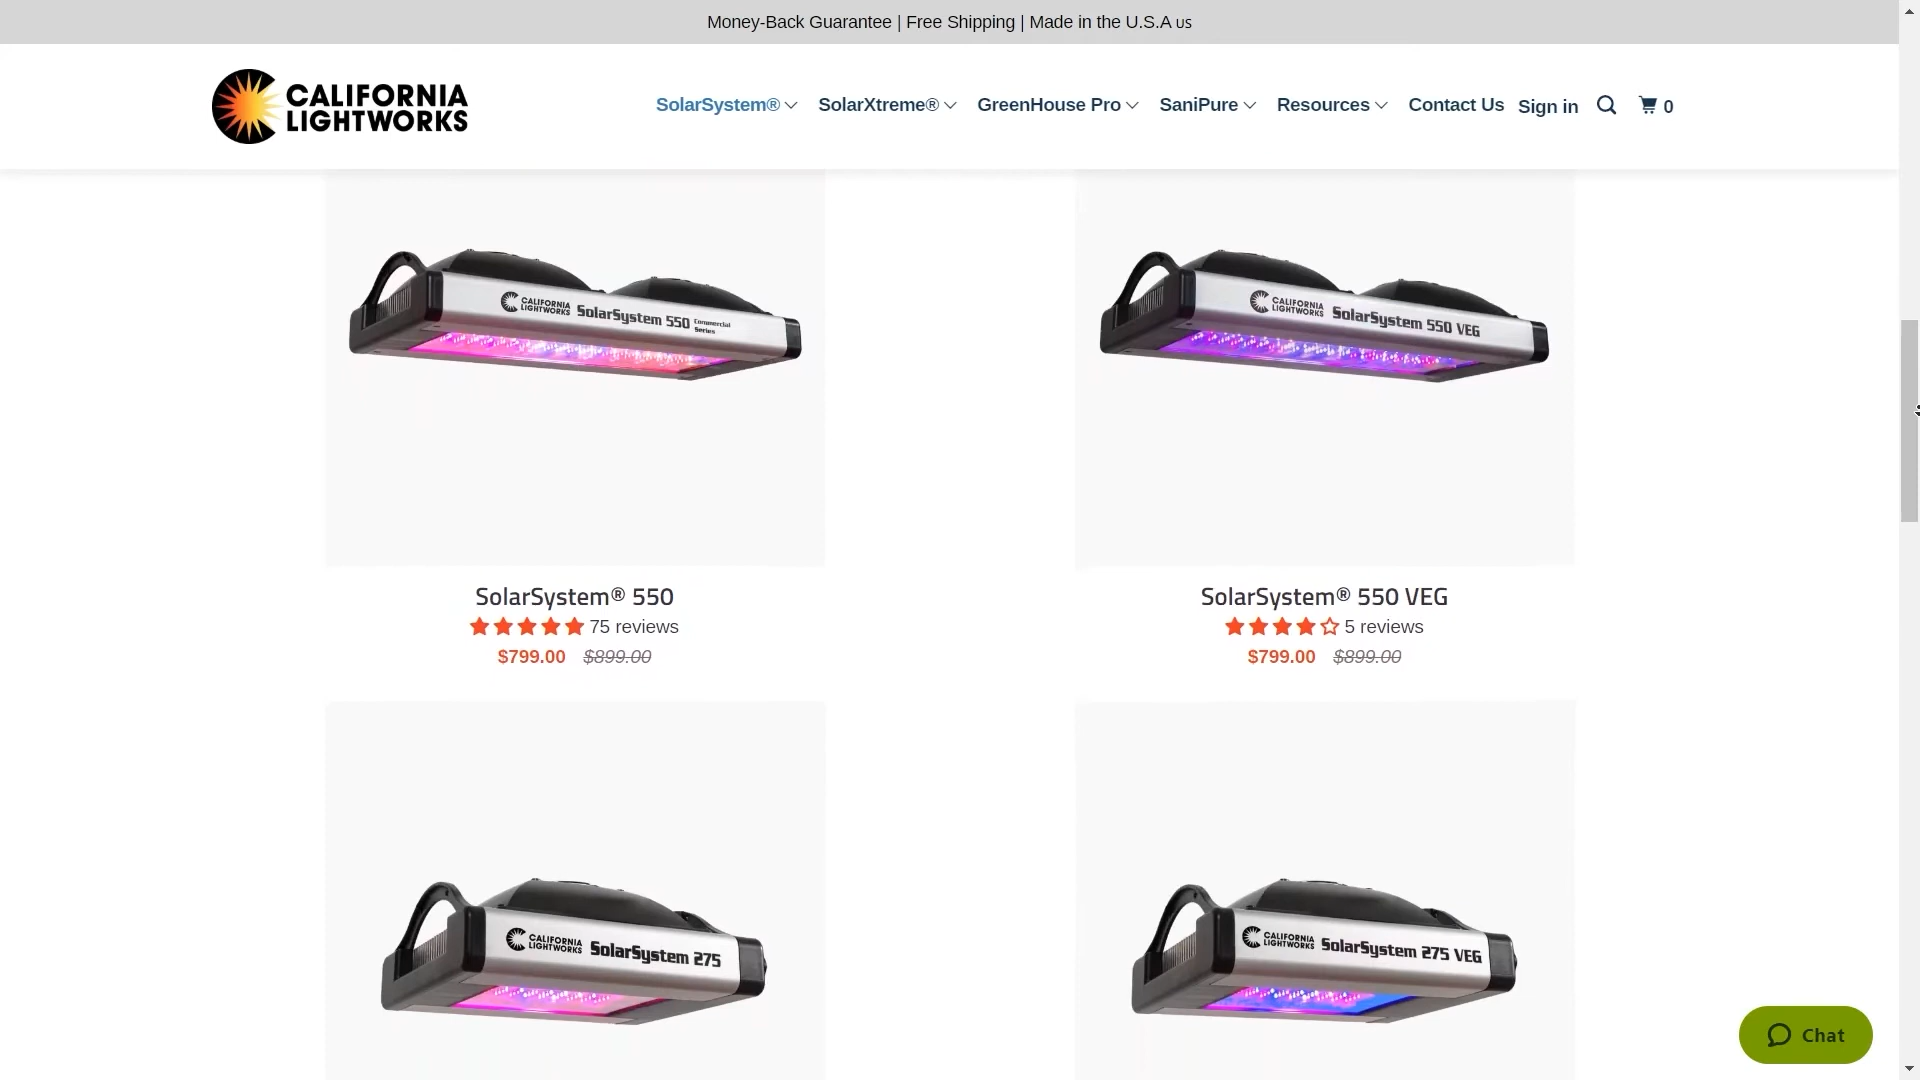 Money-Back Guarantee | Free Shipping | Made in the U.S.A us
CALIFORNIA
LIGHTWORKS
SolarSystem® SolarXtreme® GreenHouse Pro SaniPure Resources Contact Us Sign in 0
CALIFORNIA
LIGHTWORKS
SolarSystem 550 Commercial
Series
CALIFORNIA
LIGHTWORKS
SolarSystem 550 VEG
SolarSystem® 550
75 reviews
$799.00 $899.00
SolarSystem® 550 VEG
5 reviews
$799.00 $899.00
CALIFORNIA
LIGHTWORKS
SolarSystem 275
CALIFORNIA
LIGHTWORKS
SolarSystem 275 VEG
Chat